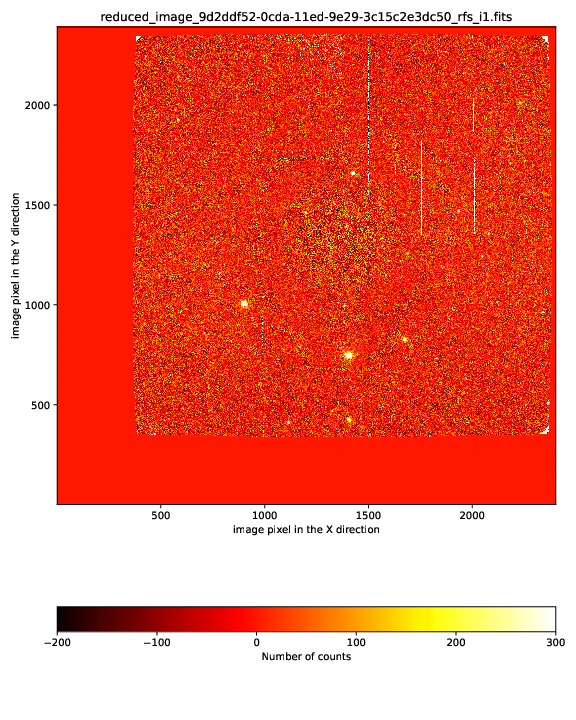 reduced_image_9d2ddf52-0cda-11ed-9e29-3c15c2e3dc50_rfs_i1.fits
image pixel in the Y direction
2000
1500
1000
500
500 1000 1500 2000
image pixel in the X direction
−200 −100 0 100 200 300
Number of counts